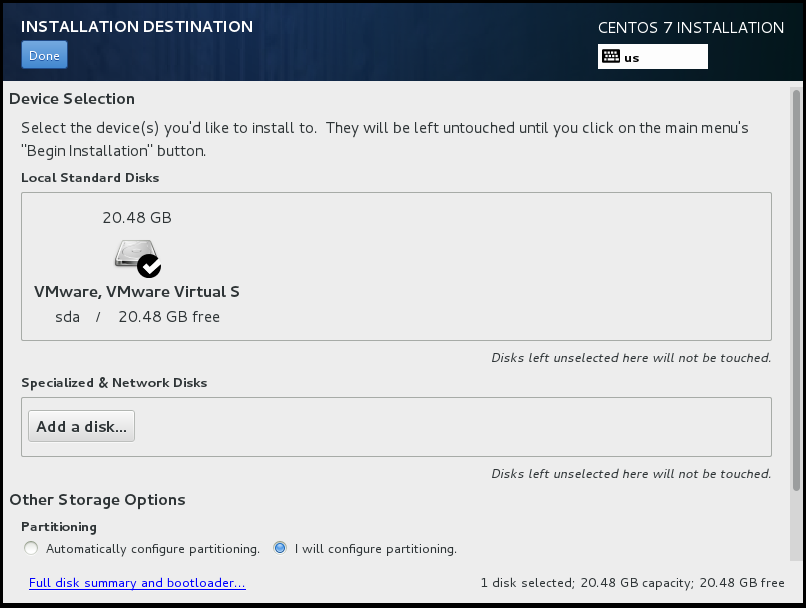 INSTALLATION DESTINATION
CENTOS 7 INSTALLATION
Done
us
Device Selection
Select the device(s) you'd like to install to.  They will be left untouched until you click on the main menu's
"Begin Installation" button.
Local Standard Disks
20.48 GB
VMware, VMware Virtual S
sda / 20.48 GB free
Disks left unselected here will not be touched.
Specialized & Network Disks
Add a disk...
Disks left unselected here will not be touched.
Other Storage Options
Partitioning
Automatically configure partitioning. I will configure partitioning.
Full disk summary and bootloader... 1 disk selected; 20.48 GB capacity; 20.48 GB free